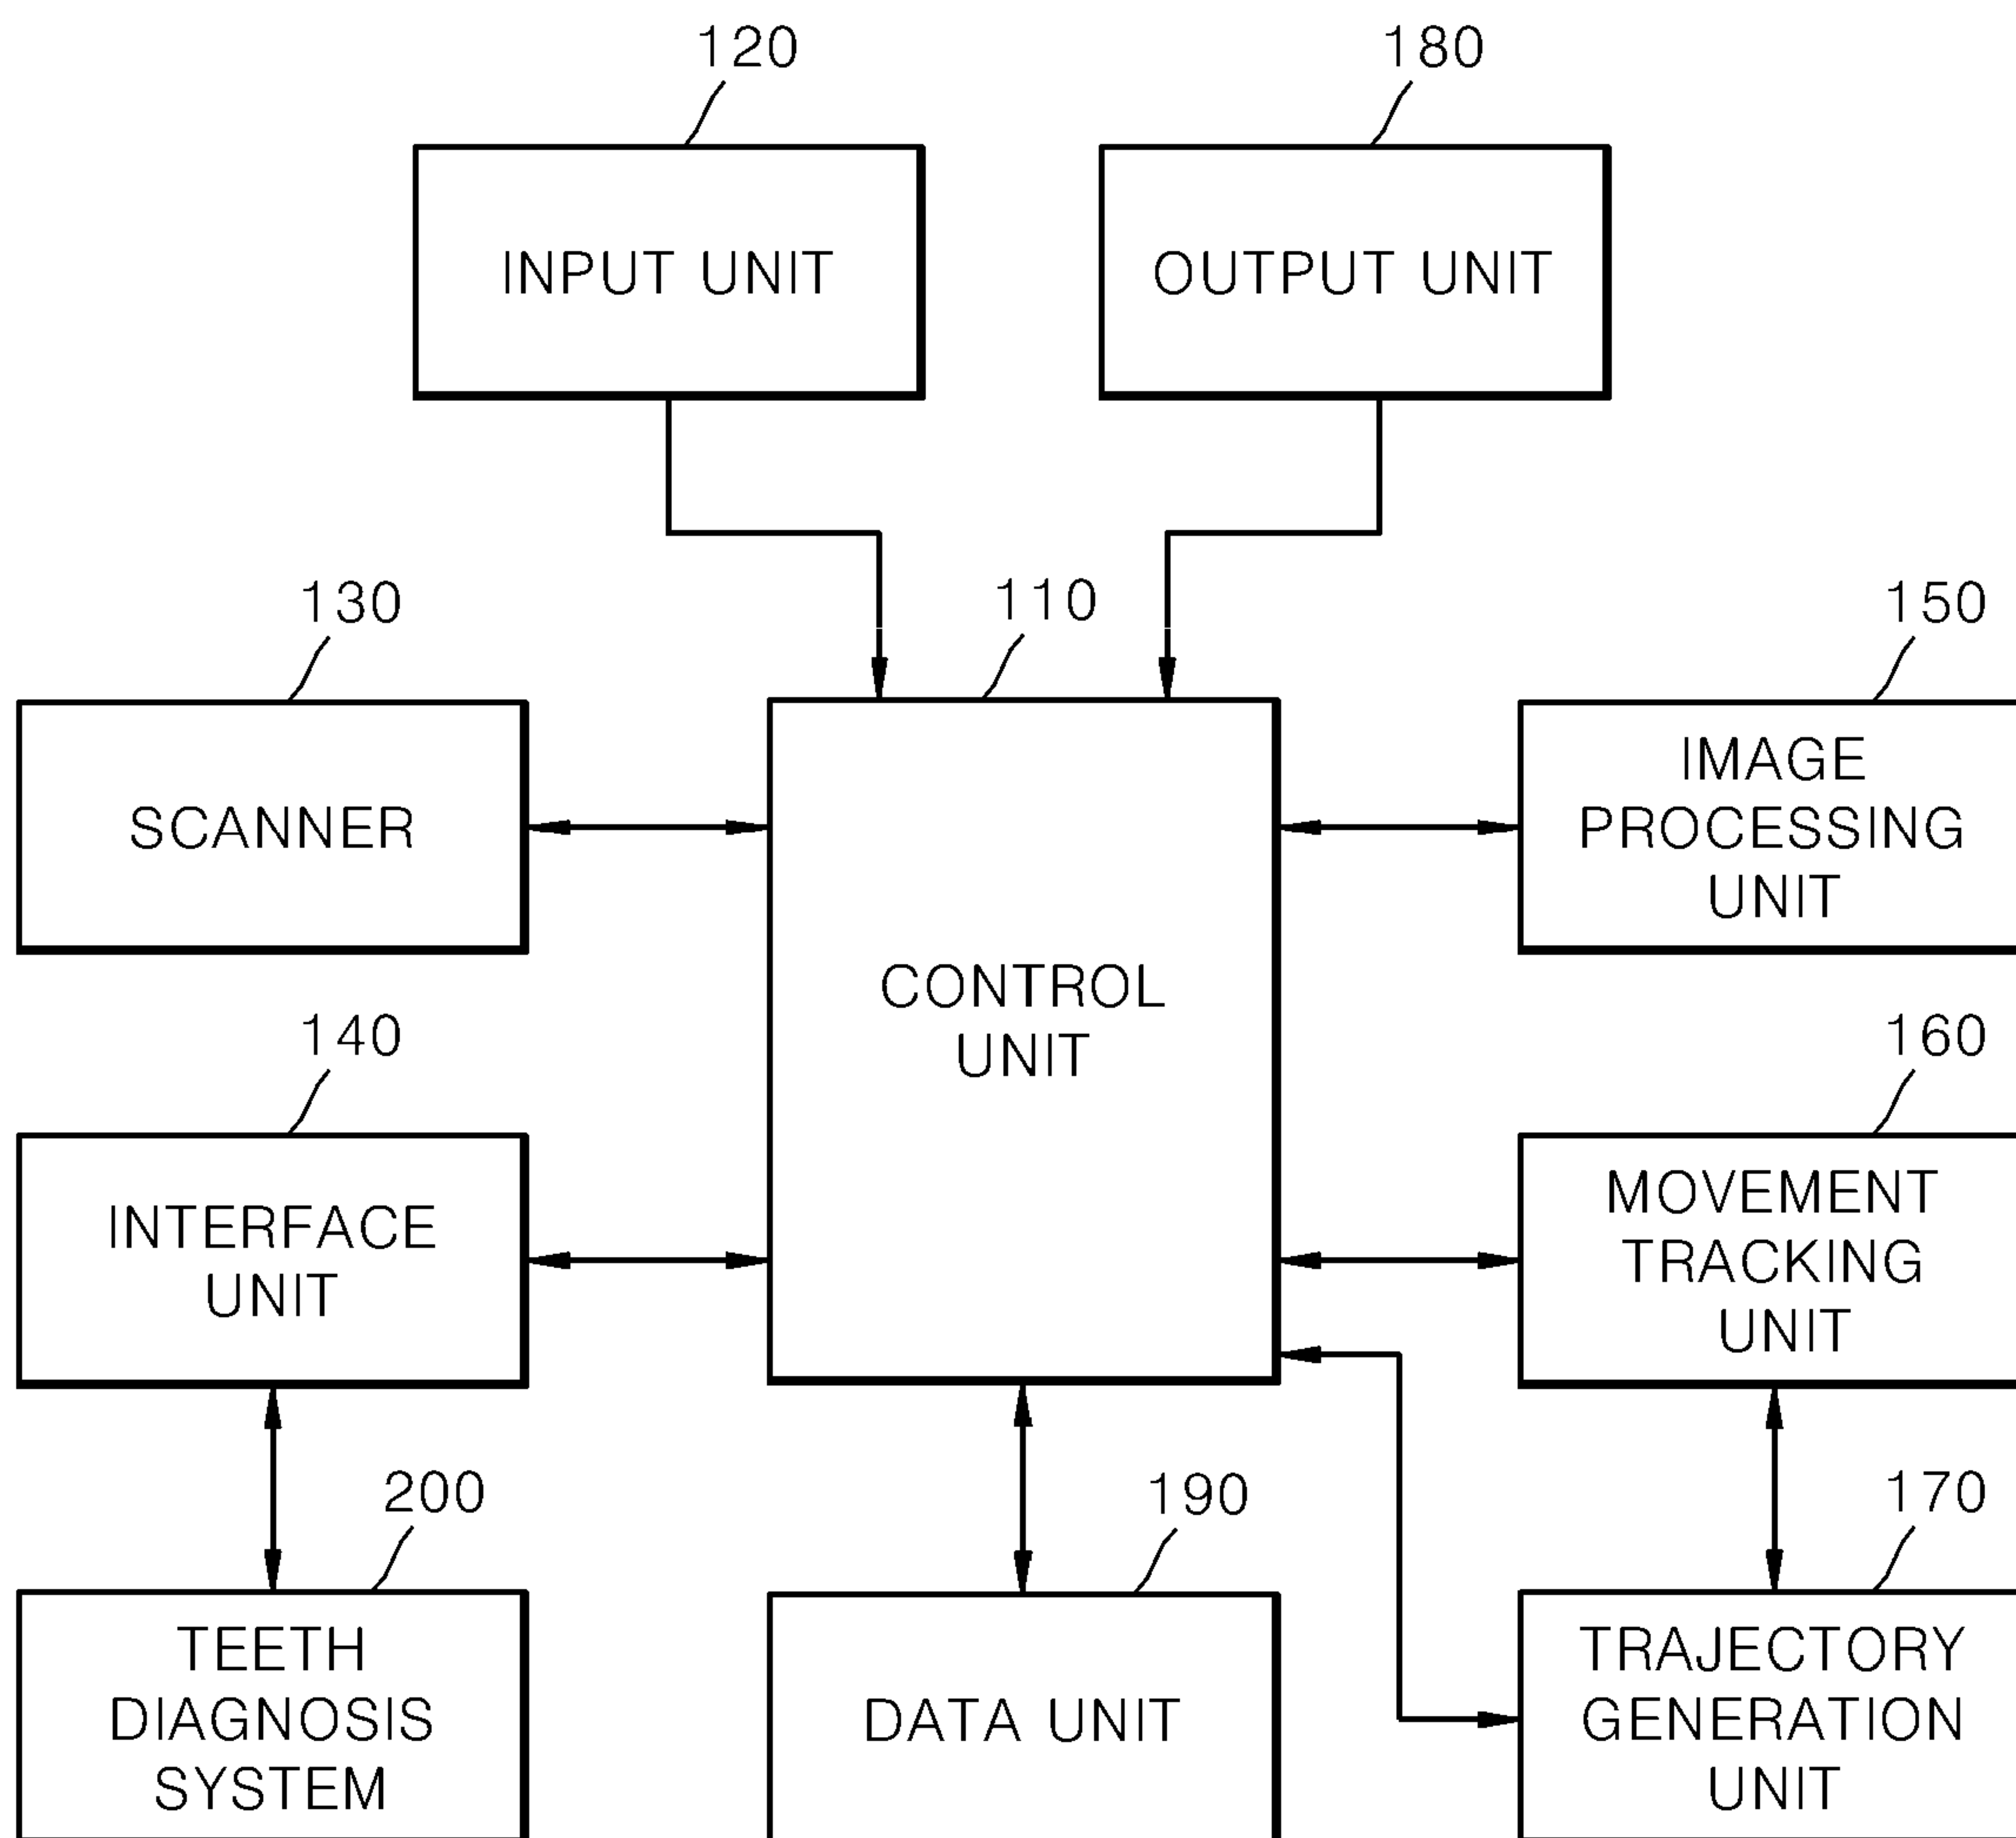 120
180
INPUT UNIT
OUTPUT UNIT
130
110
150
SCANNER
IMAGE
PROCESSING
UNIT
CONTROL
UNIT
140
160
INTERFACE
UNIT
MOVEMENT
TRACKING
UNIT
200
190
170
TEETH
DIAGNOSIS
SYSTEM
DATA UNIT
TRAJECTORY
GENERATION
UNIT